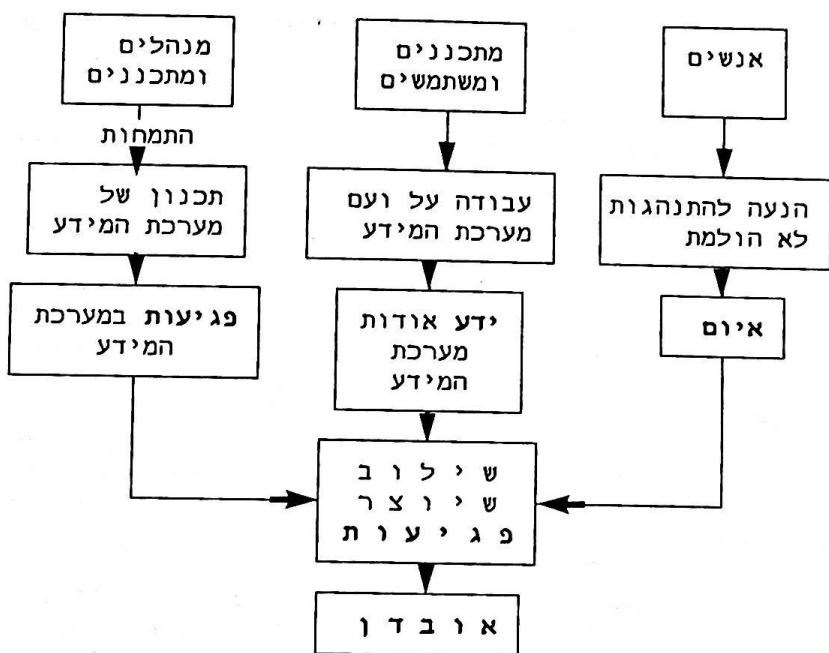 אנשים
הנעה להתנהגות
לא הולמת
איום
מתכננים
ומשתמשים
עבודה על ועם
מערכת המידע
ידע אודות
מערכת
המידע
מנהלים
ומתכננים
התמחות
תכנון של
מערכת המידע
פגיעות במערכת
המידע
שילוב
שיוצר
פגיעות
אובדן